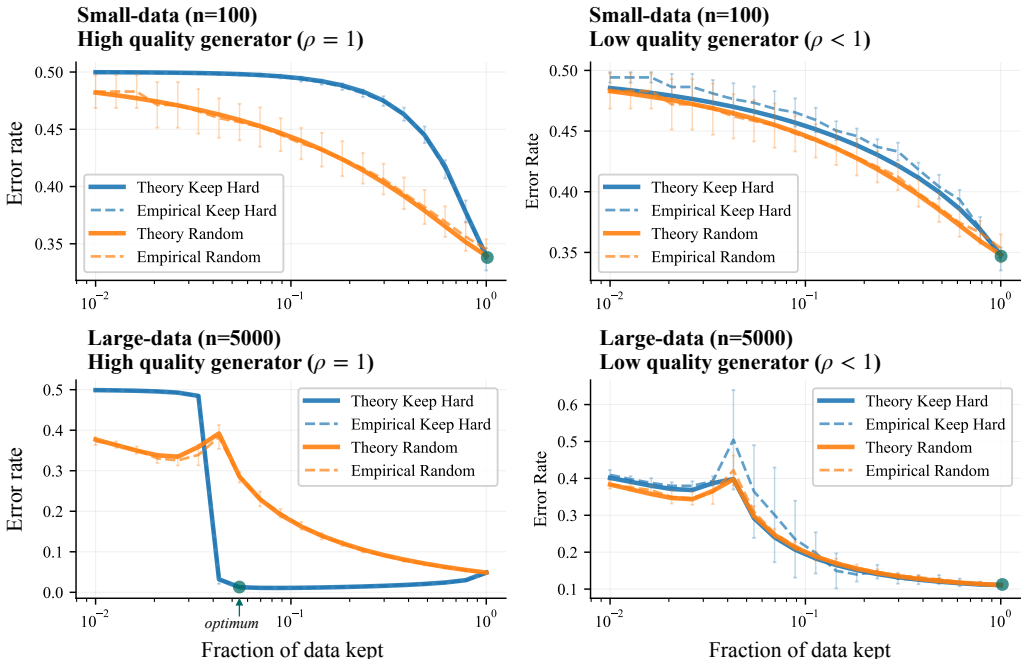 Small-data (n=100)
High quality generator (ρ = 1)
Error rate
0.50
0.45
0.40
0.35
Theory Keep Hard
Empirical Keep Hard
Theory Random
Empirical Random
10⁻²
10⁻¹
10⁰
Small-data (n=100)
Low quality generator (ρ < 1)
Error Rate
0.50
0.45
0.40
0.35
Theory Keep Hard
Empirical Keep Hard
Theory Random
Empirical Random
10⁻²
10⁻¹
10⁰
Large-data (n=5000)
High quality generator (ρ = 1)
Error rate
0.5
0.4
0.3
0.2
0.1
0.0
Theory Keep Hard
Empirical Keep Hard
Theory Random
Empirical Random
10⁻²
10⁻¹
10⁰
optimum
Fraction of data kept
Large-data (n=5000)
Low quality generator (ρ < 1)
Error Rate
0.6
0.5
0.4
0.3
0.2
0.1
Theory Keep Hard
Empirical Keep Hard
Theory Random
Empirical Random
10⁻²
10⁻¹
10⁰
Fraction of data kept